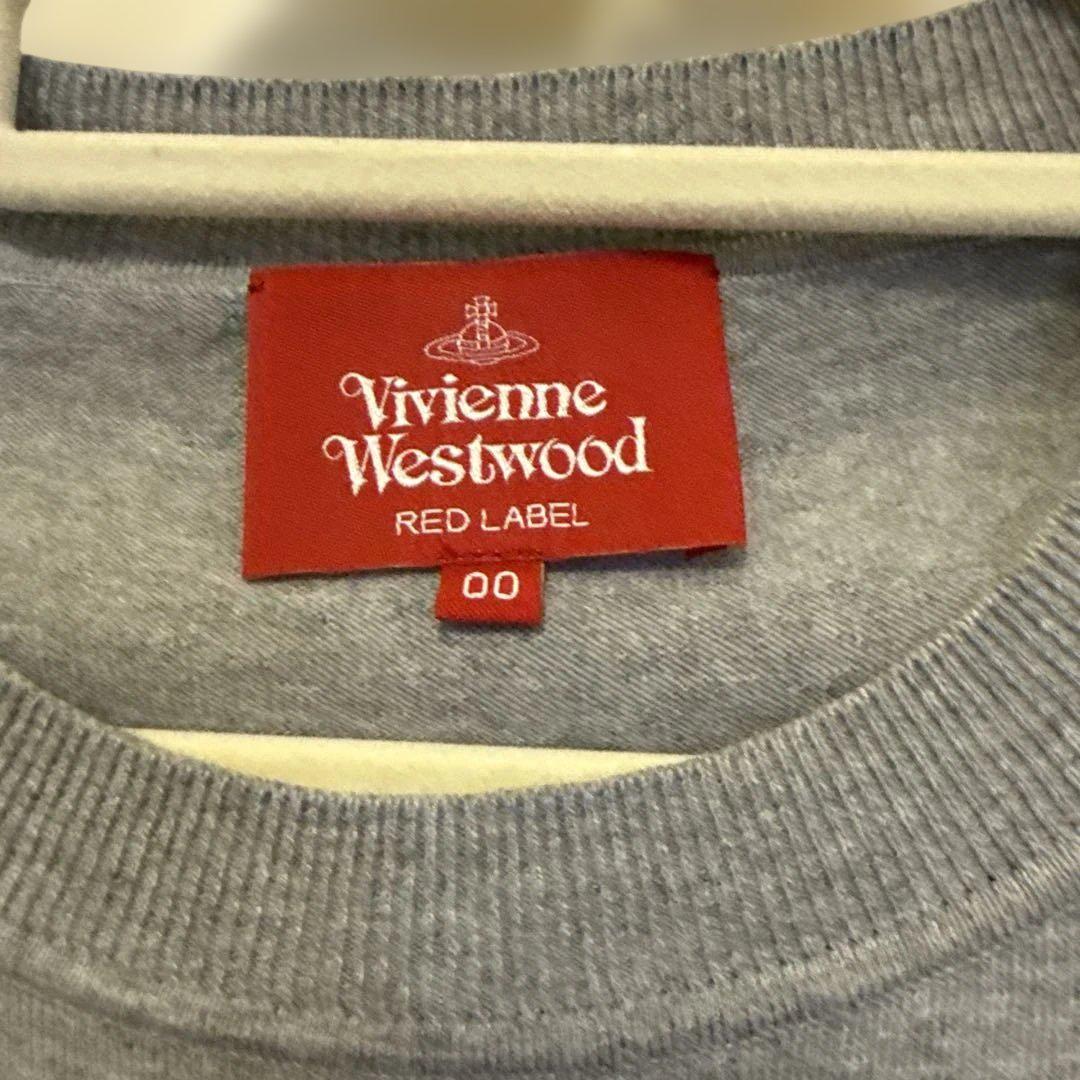 Vivienne
Westwood
RED LABEL
00